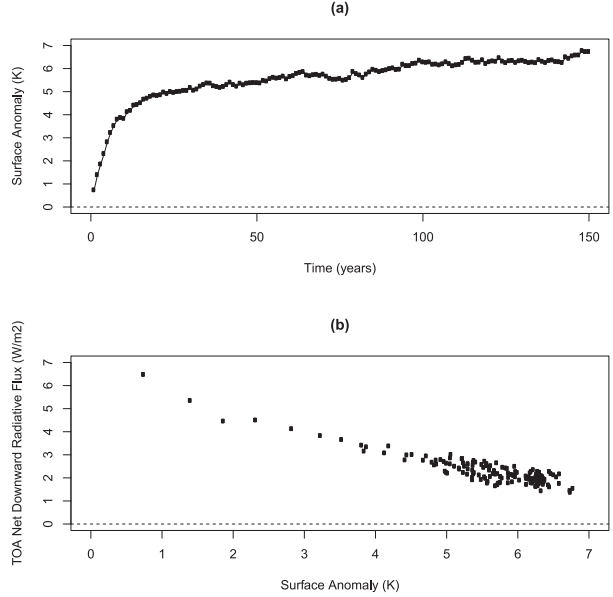 (a)
Surface Anomaly (K)
7
6
5
4
3
2
1
0
0 50 100 150
Time (years)
(b)
TOA Net Downward Radiative Flux (W/m2)
7
6
5
4
3
2
1
0
0 1 2 3 4 5 6 7
Surface Anomaly (K)